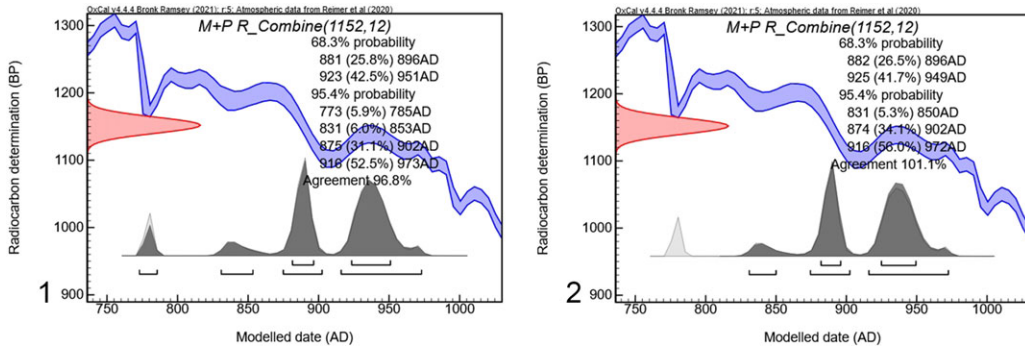 OxCal v4.4.4 Bronk Ramsey (2021); r:5; Atmospheric data from Reimer et al (2020)
M+P R_Combine(1152,12)
68.3% probability
881 (25.8%) 896AD
923 (42.5%) 951AD
95.4% probability
773 (5.9%) 785AD
831 (6.0%) 853AD
875 (31.1%) 902AD
916 (52.5%) 973AD
Agreement 96.8%
Radiocarbon determination (BP)
1300
1200
1100
1000
900
750
800
850
900
950
1000
Modelled date (AD)
1
OxCal v4.4.4 Bronk Ramsey (2021); r:5; Atmospheric data from Reimer et al (2020)
M+P R_Combine(1152,12)
68.3% probability
882 (26.5%) 896AD
925 (41.7%) 949AD
95.4% probability
831 (5.3%) 850AD
874 (34.1%) 902AD
916 (56.0%) 972AD
Agreement 101.1%
Radiocarbon determination (BP)
1300
1200
1100
1000
900
750
800
850
900
950
1000
Modelled date (AD)
2